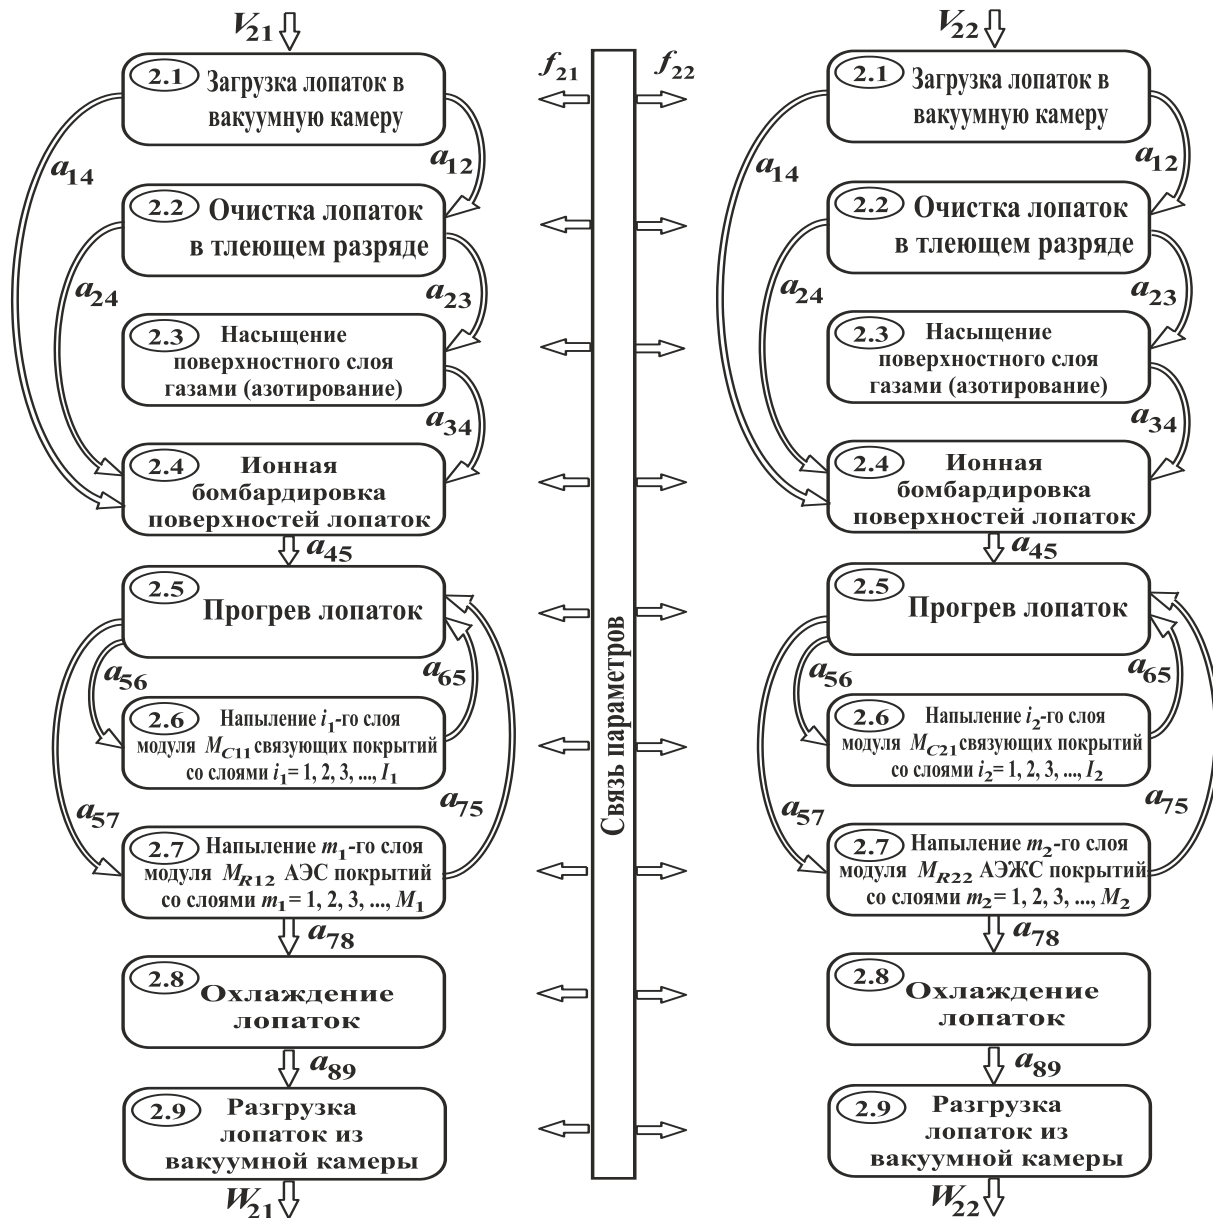 V21
2.1 Загрузка лопаток в
вакуумную камеру
a14
a12
2.2 Очистка лопаток
в тлеющем разряде
a24
a23
2.3 Насыщение
поверхностного слоя
газами (азотирование)
a34
2.4 Ионная
бомбардировка
поверхностей лопаток
a45
2.5
Прогрев лопаток
a56
a65
2.6 Напыление i1-го слоя
модуля MC11 связующих покрытий
со слоями i1= 1, 2, 3, ..., I1
a57
a75
2.7 Напыление m1-го слоя
модуля MR12 АЭС покрытий
со слоями m1= 1, 2, 3, ..., M1
a78
2.8
Охлаждение
лопаток
a89
2.9 Разгрузка
лопаток из
вакуумной камеры
W21
f21
f22
Связь параметров
V22
2.1 Загрузка лопаток в
вакуумную камеру
a14
a12
2.2 Очистка лопаток
в тлеющем разряде
a24
a23
2.3 Насыщение
поверхностного слоя
газами (азотирование)
a34
2.4 Ионная
бомбардировка
поверхностей лопаток
a45
2.5
Прогрев лопаток
a56
a65
2.6 Напыление i2-го слоя
модуля MC21 связующих покрытий
со слоями i2= 1, 2, 3, ..., I2
a57
a75
2.7 Напыление m2-го слоя
модуля MR22 АЭЖС покрытий
со слоями m2= 1, 2, 3, ..., M2
a78
2.8
Охлаждение
лопаток
a89
2.9 Разгрузка
лопаток из
вакуумной камеры
W22